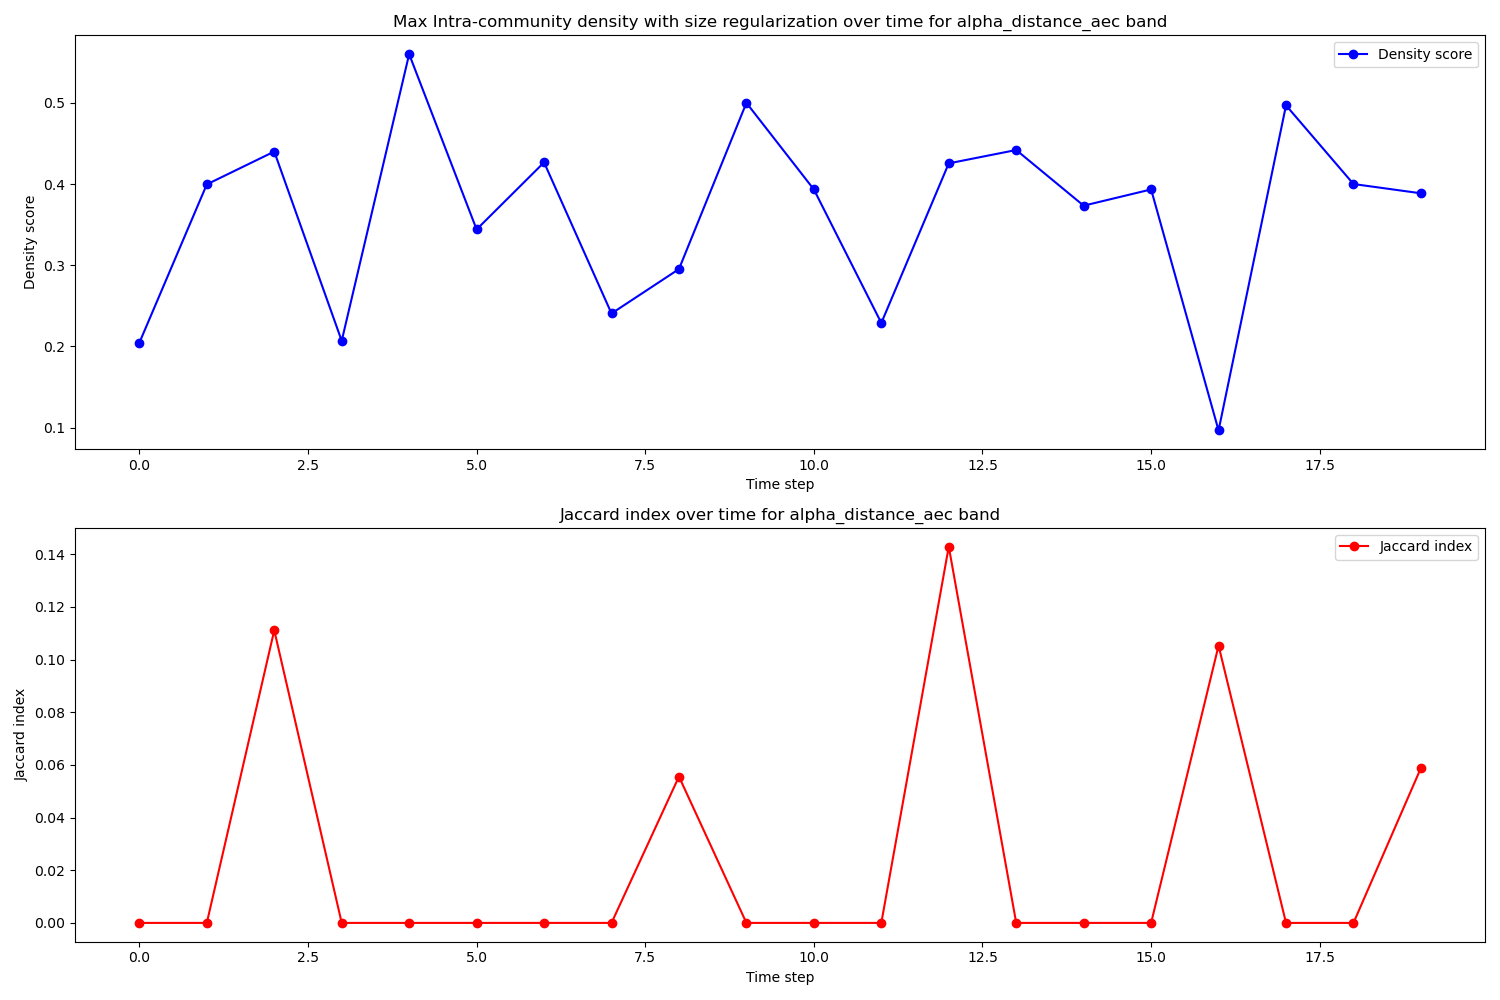 Max Intra-community density with size regularization over time for alpha_distance_aec band
Density score
0.5
0.4
0.3
0.2
0.1
Density score
0.0 2.5 5.0 7.5 10.0 12.5 15.0 17.5
Time step
Jaccard index over time for alpha_distance_aec band
Jaccard index
0.14
0.12
0.10
0.08
0.06
0.04
0.02
0.00
Jaccard index
0.0 2.5 5.0 7.5 10.0 12.5 15.0 17.5
Time step